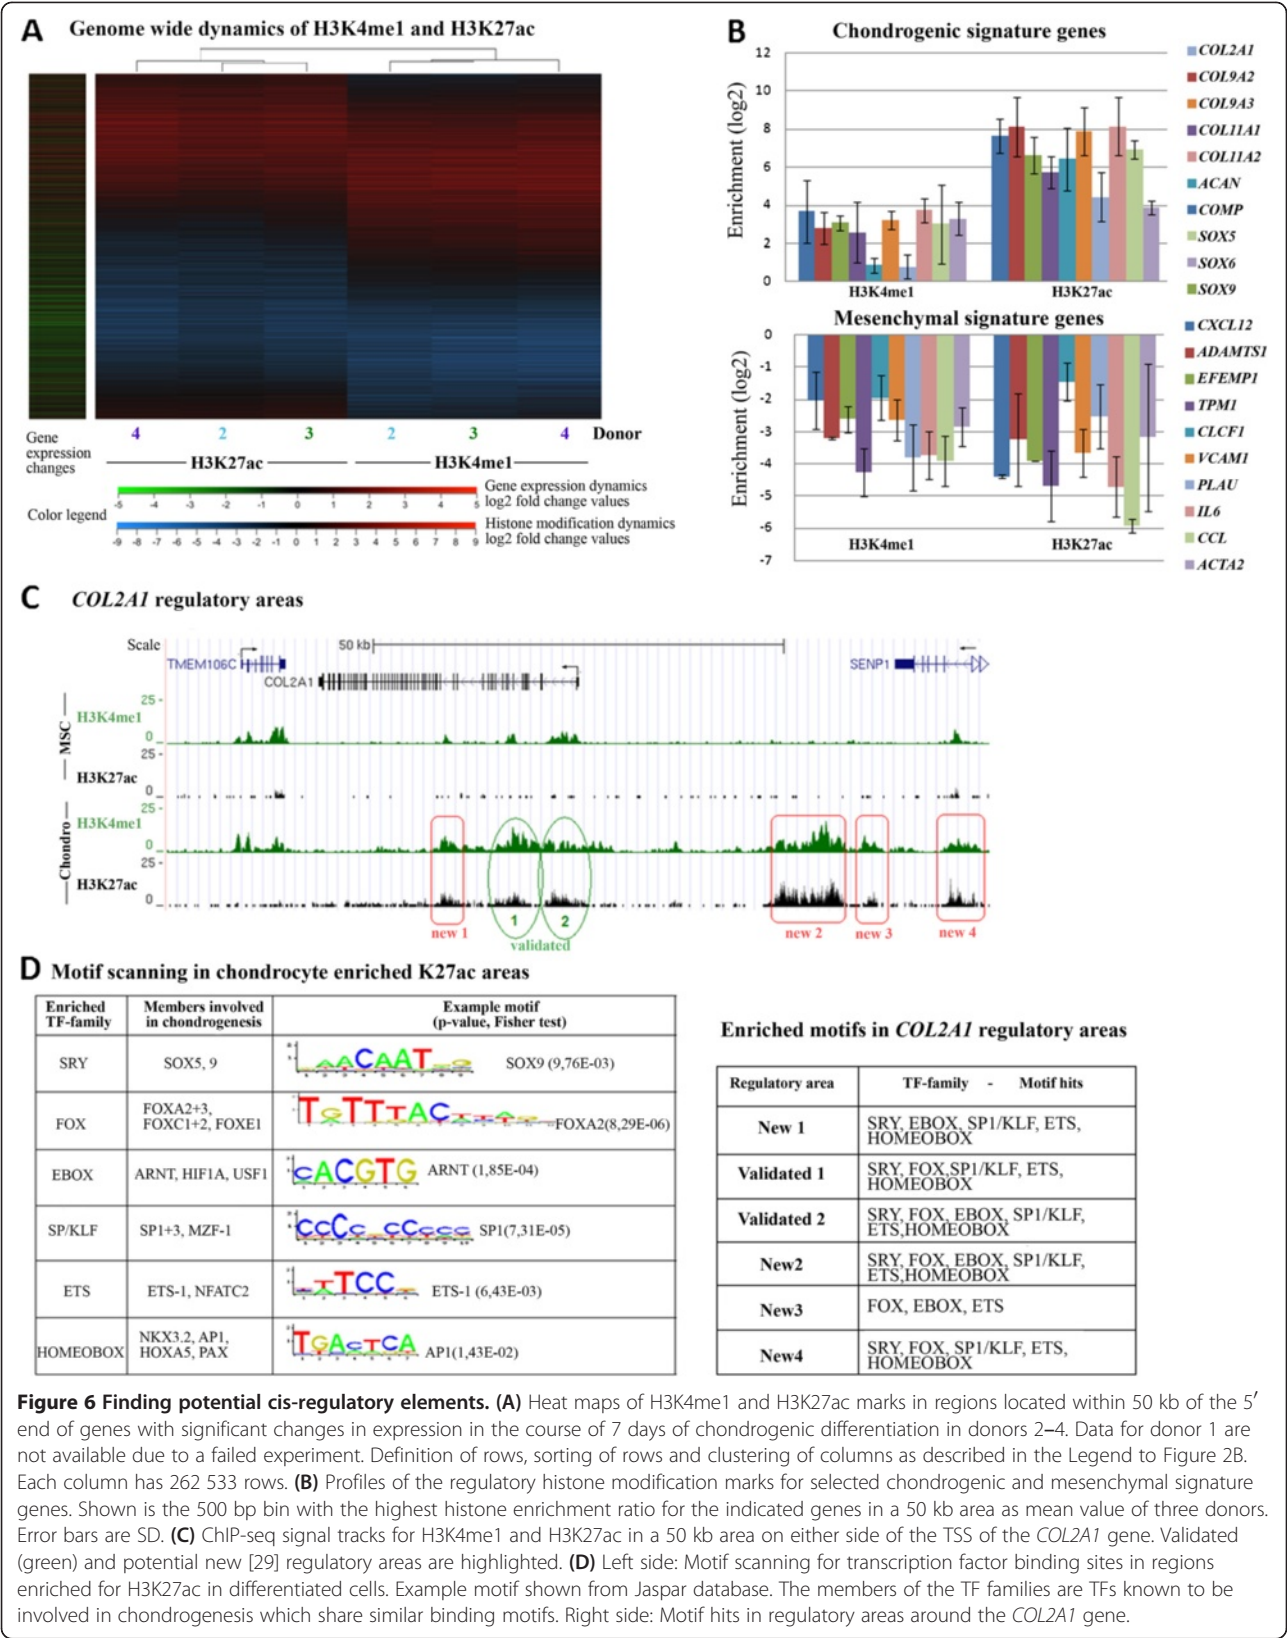 A Genome wide dynamics of H3K4me1 and H3K27ac
Gene
expression
changes
4 2 3 2 3 4 Donor
H3K27ac H3K4me1
Color legend
-5 -4 -3 -2 -1 0 1 2 3 4 5
Gene expression dynamics
log2 fold change values
-9 -8 -7 -5 -4 -3 -2 -1 0 1 2 3 4 5 7 8 9
Histone modification dynamics
log2 fold change values
B Chondrogenic signature genes
Enrichment (log2)
12
10
8
6
4
2
0
H3K4me1 H3K27ac
COL2A1
COL9A2
COL9A3
COL11A1
COL11A2
ACAN
COMP
SOX5
SOX6
SOX9
Mesenchymal signature genes
Enrichment (log2)
0
-1
-2
-3
-4
-5
-6
-7
H3K4me1 H3K27ac
CXCL12
ADAMTS1
EFEMP1
TPM1
CLCF1
VCAM1
PLAU
IL6
CCL
ACTA2
C COL2A1 regulatory areas
Scale 50 kb
TMEM106C SENP1
COL2A1
MSC
25
H3K4me1
0
25
H3K27ac
0
Chondro
25
H3K4me1
0
25
H3K27ac
0
1 2
new 1 validated new 2 new 3 new 4
D Motif scanning in chondrocyte enriched K27ac areas
Enriched TF-family Members involved in chondrogenesis Example motif (p-value, Fisher test)
SRY SOX5, 9 SOX9 (9,76E-03)
FOX FOXA2+3, FOXC1+2, FOXE1 FOXA2(8,29E-06)
EBOX ARNT, HIF1A, USF1 CACGTG ARNT (1,85E-04)
SP/KLF SP1+3, MZF-1 SP1(7,31E-05)
ETS ETS-1, NFATC2 ETS-1 (6,43E-03)
HOMEOBOX NKX3.2, AP1, HOXA5, PAX AP1(1,43E-02)
Enriched motifs in COL2A1 regulatory areas
Regulatory area TF-family - Motif hits
New 1 SRY, EBOX, SP1/KLF, ETS, HOMEOBOX
Validated 1 SRY, FOX,SP1/KLF, ETS, HOMEOBOX
Validated 2 SRY, FOX, EBOX, SP1/KLF, ETS,HOMEOBOX
New2 SRY, FOX, EBOX, SP1/KLF, ETS,HOMEOBOX
New3 FOX, EBOX, ETS
New4 SRY, FOX, SP1/KLF, ETS, HOMEOBOX
Figure 6 Finding potential cis-regulatory elements. (A) Heat maps of H3K4me1 and H3K27ac marks in regions located within 50 kb of the 5′
end of genes with significant changes in expression in the course of 7 days of chondrogenic differentiation in donors 2–4. Data for donor 1 are
not available due to a failed experiment. Definition of rows, sorting of rows and clustering of columns as described in the Legend to Figure 2B.
Each column has 262 533 rows. (B) Profiles of the regulatory histone modification marks for selected chondrogenic and mesenchymal signature
genes. Shown is the 500 bp bin with the highest histone enrichment ratio for the indicated genes in a 50 kb area as mean value of three donors.
Error bars are SD. (C) ChIP-seq signal tracks for H3K4me1 and H3K27ac in a 50 kb area on either side of the TSS of the COL2A1 gene. Validated
(green) and potential new [29] regulatory areas are highlighted. (D) Left side: Motif scanning for transcription factor binding sites in regions
enriched for H3K27ac in differentiated cells. Example motif shown from Jaspar database. The members of the TF families are TFs known to be
involved in chondrogenesis which share similar binding motifs. Right side: Motif hits in regulatory areas around the COL2A1 gene.